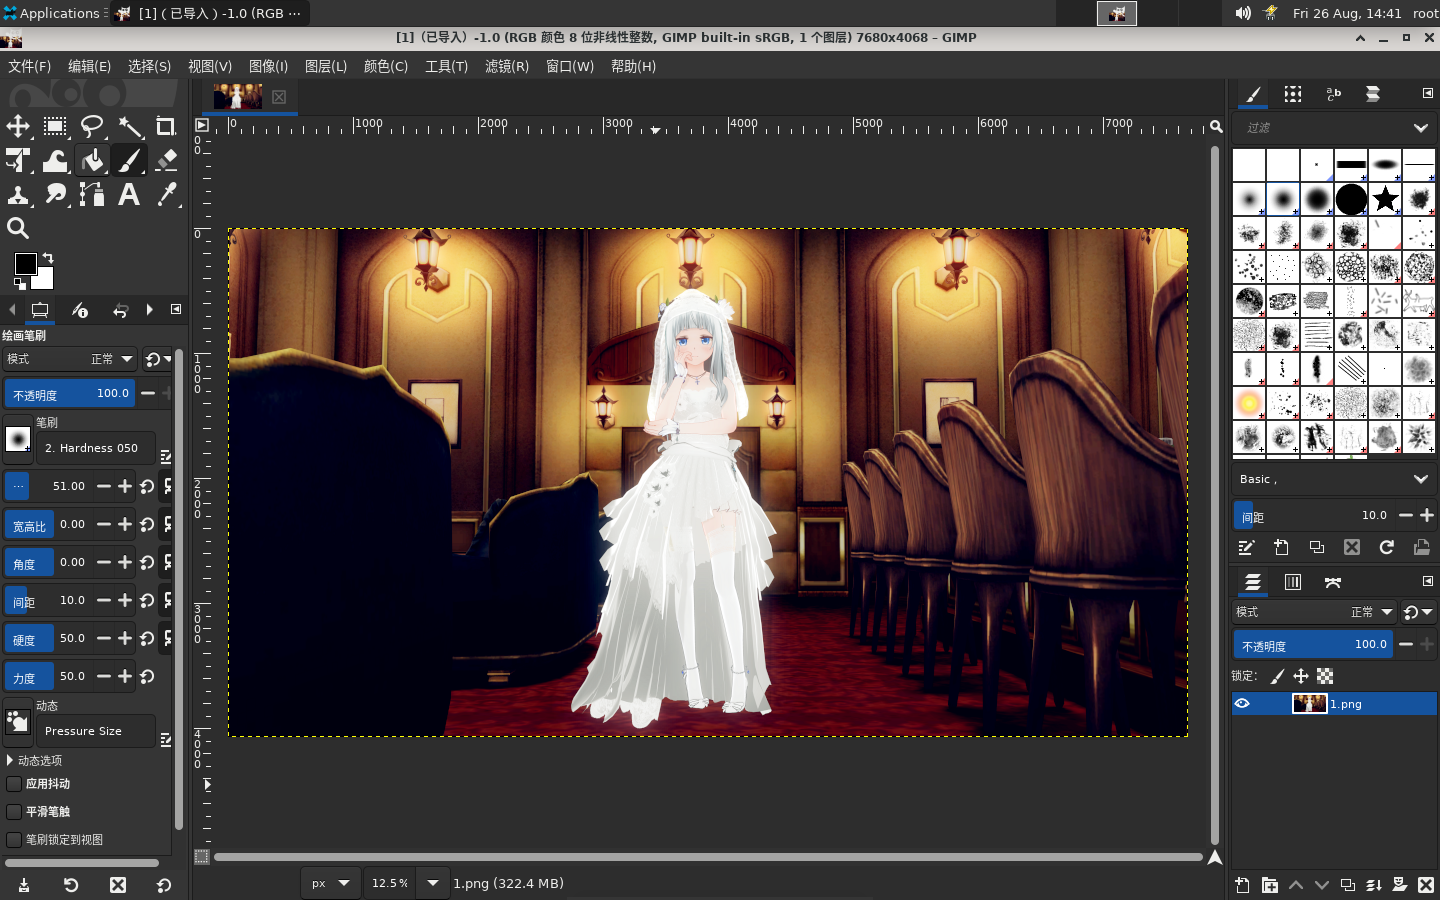 Applications
[1]（已导入）-1.0 (RGB ···
Fri 26 Aug, 14:41 root
[1]（已导入）-1.0 (RGB 颜色 8 位非线性整数, GIMP built-in sRGB, 1 个图层) 7680x4068 – GIMP
文件(F) 编辑(E) 选择(S) 视图(V) 图像(I) 图层(L) 颜色(C) 工具(T) 滤镜(R) 窗口(W) 帮助(H)
0 1000 2000 3000 4000 5000 6000 7000
0
1000
2000
3000
4000
绘画笔刷
模式 正常
不透明度 100.0
笔刷
2. Hardness 050
··· 51.00
宽高比 0.00
角度 0.00
间距 10.0
硬度 50.0
力度 50.0
动态
Pressure Size
动态选项
应用抖动
平滑笔触
笔刷锁定到视图
px 12.5% 1.png (322.4 MB)
过滤
Basic ,
间距 10.0
模式 正常
不透明度 100.0
锁定:
1.png